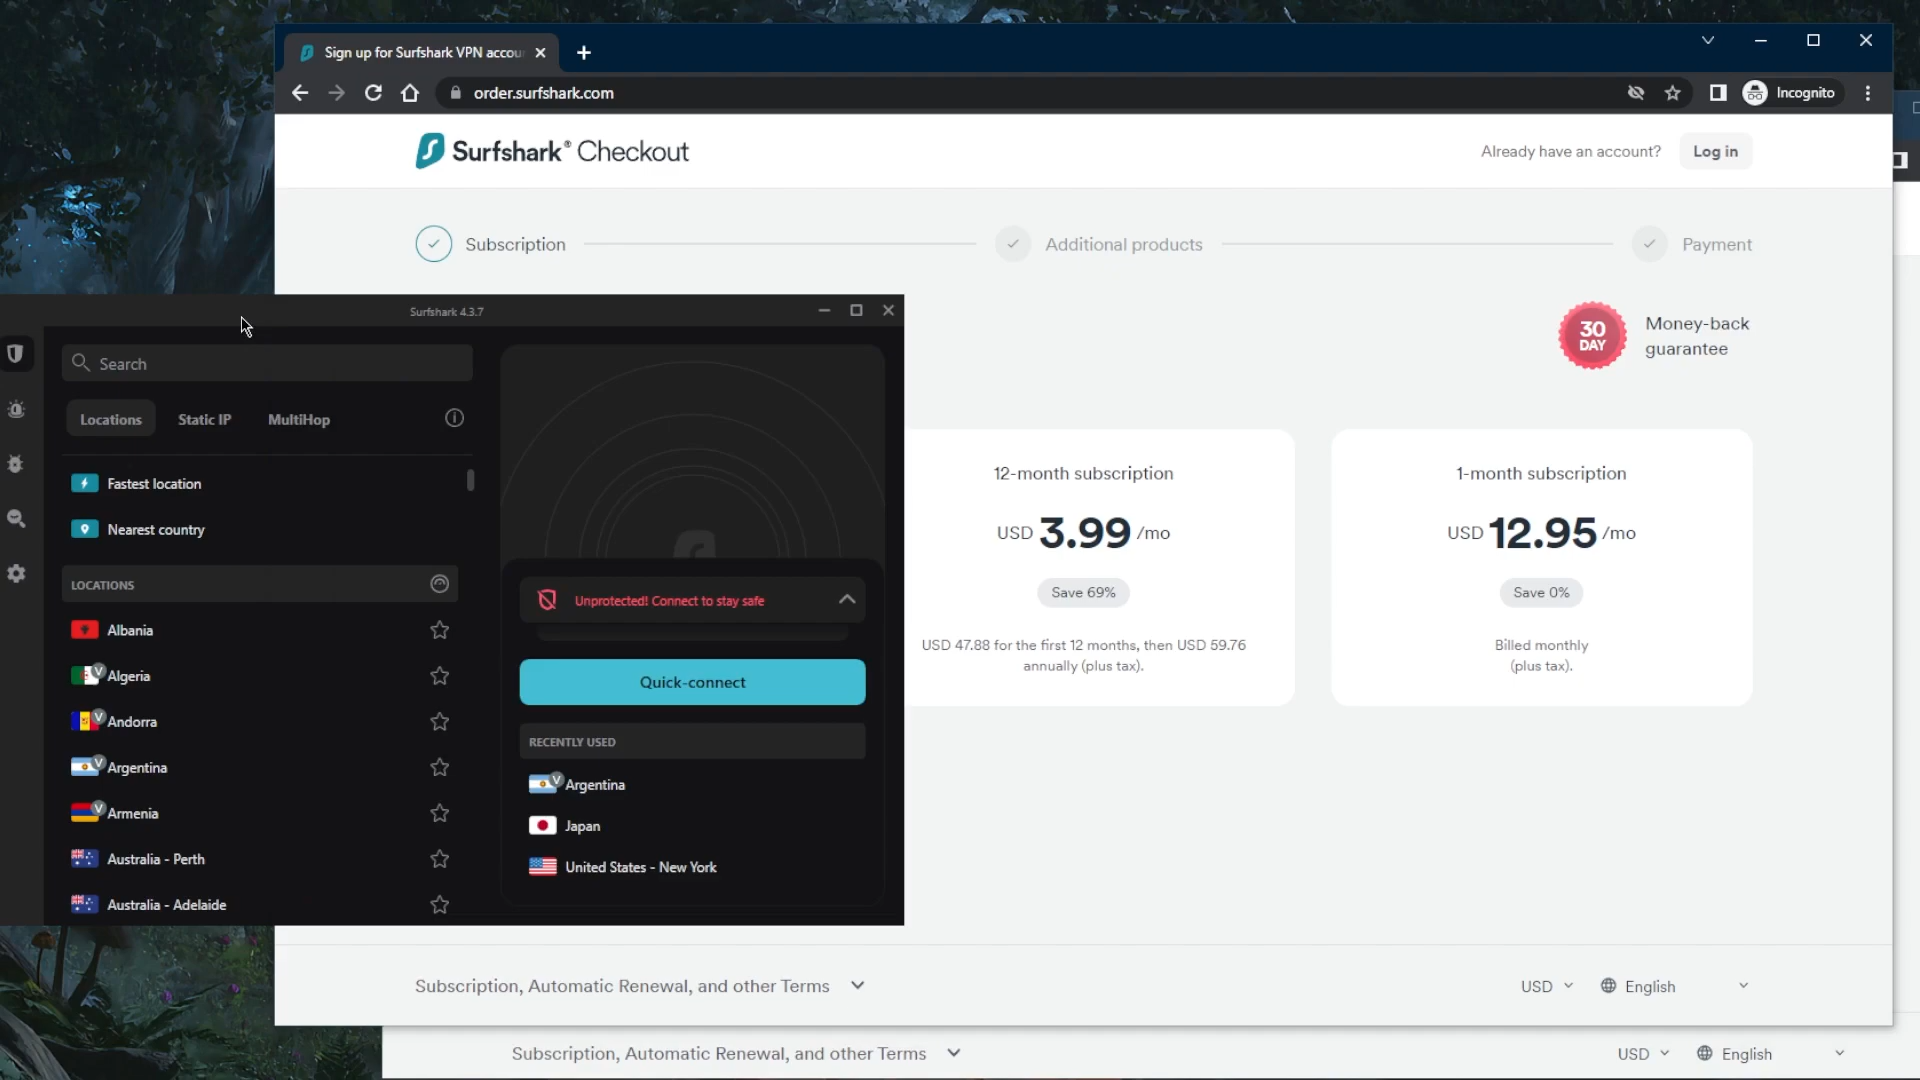 Sign up for Surfshark VPN accou
order.surfshark.com
Incognito
Surfshark® Checkout
Already have an account?
Log in
Subscription
Additional products
Payment
30 DAY
Money-back
guarantee
12-month subscription
USD 3.99 /mo
Save 69%
USD 47.88 for the first 12 months, then USD 59.76
annually (plus tax).
1-month subscription
USD 12.95 /mo
Save 0%
Billed monthly
(plus tax).
Surfshark 4.3.7
Search
Locations
Static IP
MultiHop
Fastest location
Nearest country
LOCATIONS
Albania
V Algeria
V Andorra
V Argentina
V Armenia
Australia - Perth
Australia - Adelaide
Unprotected! Connect to stay safe
Quick-connect
RECENTLY USED
V Argentina
Japan
United States - New York
Subscription, Automatic Renewal, and other Terms
USD
English
Subscription, Automatic Renewal, and other Terms
USD
English